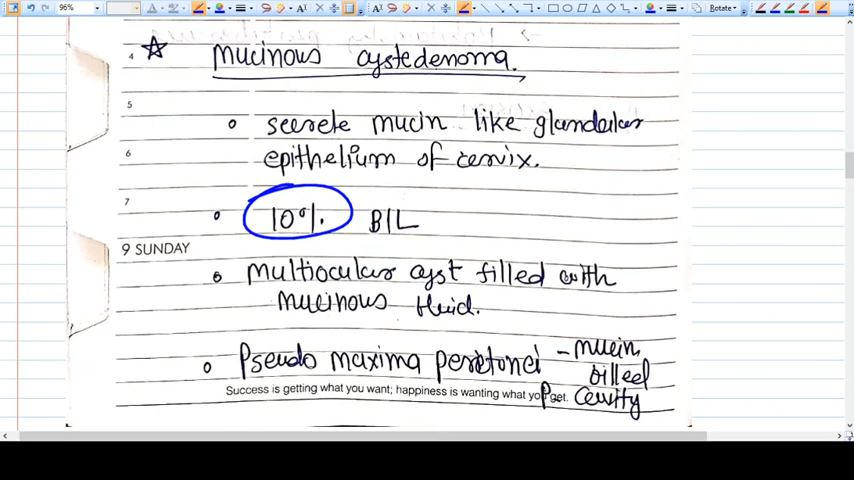 96%
Rotate
4 ☆ mucinous cystedenoma.
5
secrete mucin like glandular
6
epithelium of cervix.
7
10% B/L
9 SUNDAY
multiocular cyst filled with
mucinous fluid.
Pseudo maxima peretonei - mucin
filled
Success is getting what you want; happiness is wanting what you get.
P. cavity